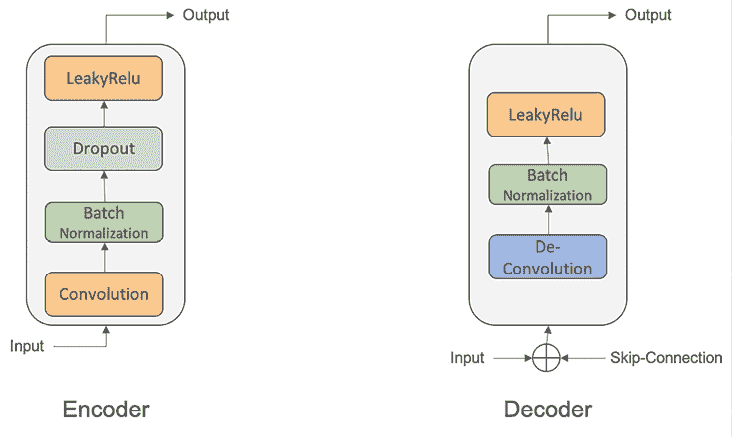 Output
LeakyRelu
Dropout
Batch
Normalization
Convolution
Input
Encoder
Output
LeakyRelu
Batch
Normalization
De-
Convolution
Input
Skip-Connection
Decoder